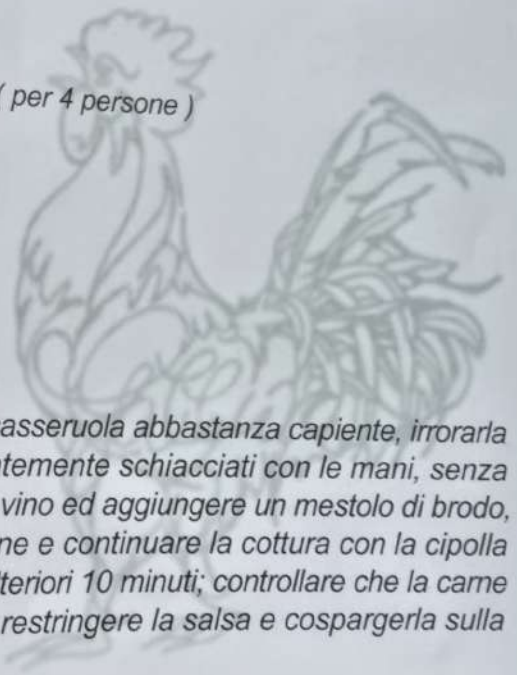 ( per 4 persone )
asseruola abbastanza capiente, irrorarla
temente schiacciati con le mani, senza
vino ed aggiungere un mestolo di brodo,
ne e continuare la cottura con la cipolla
lteriori 10 minuti; controllare che la carne
restringere la salsa e cospargerla sulla